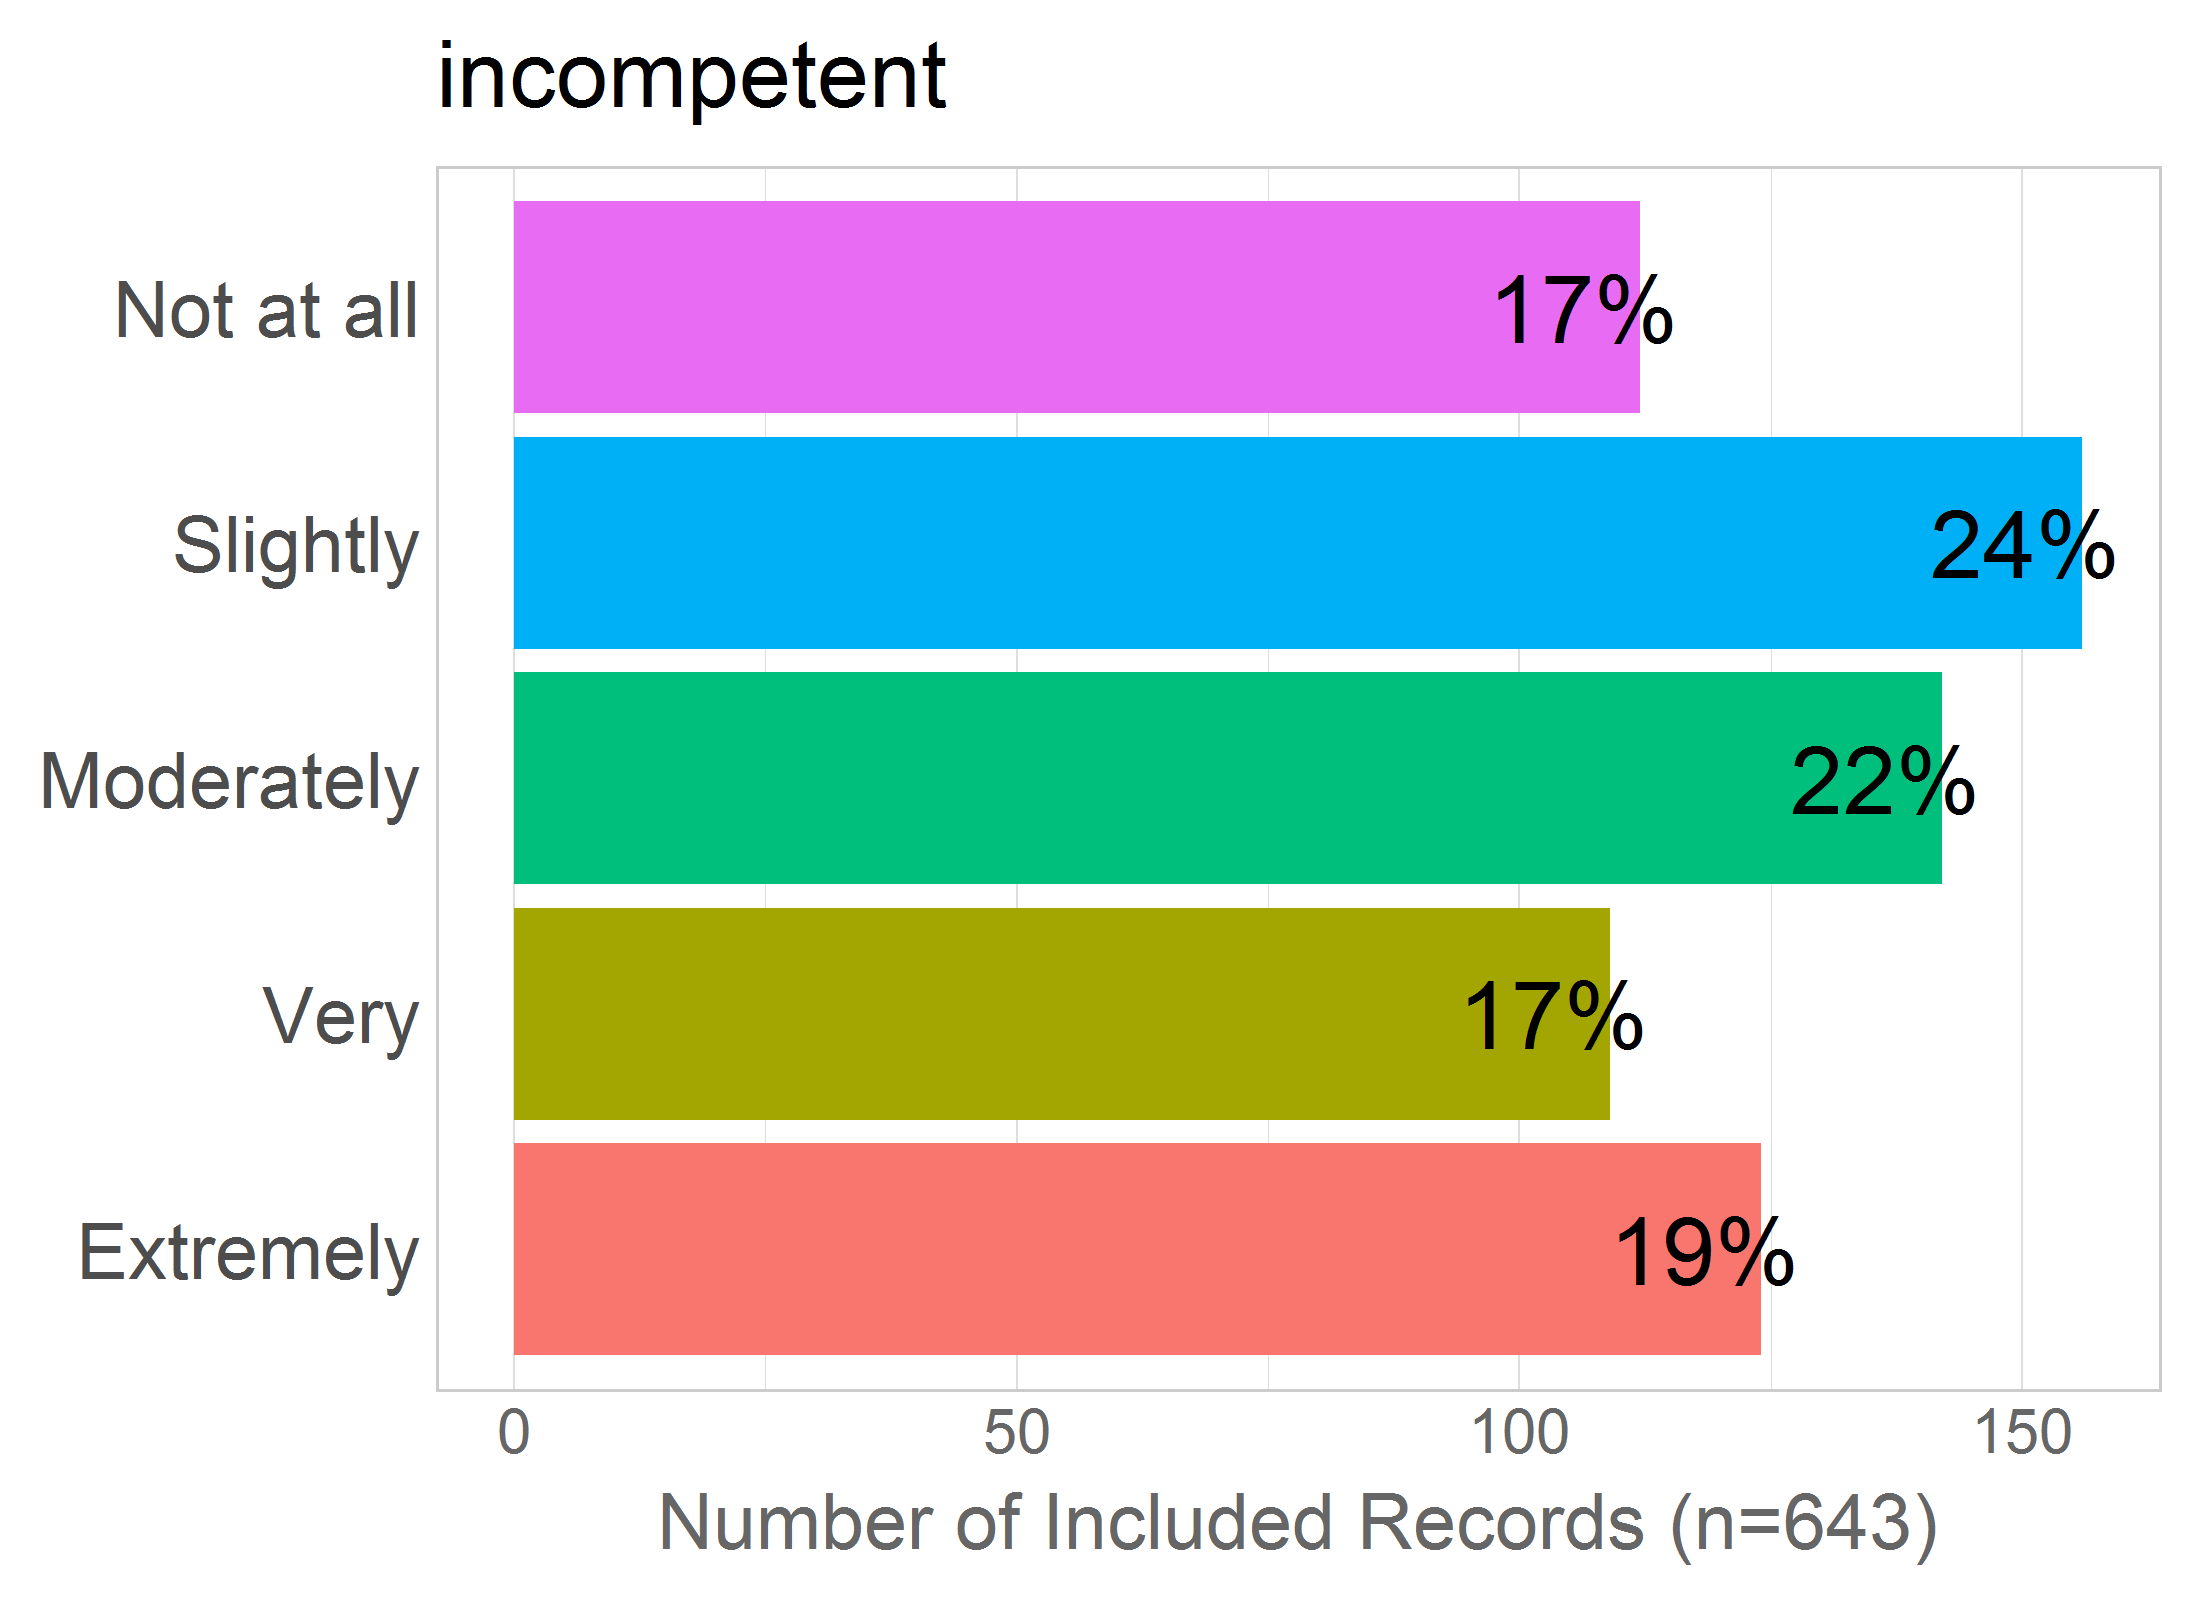 incompetent
Not at all
17%
Slightly
24%
Moderately
22%
Very
17%
Extremely
19%
0 50 100 150
Number of Included Records (n=643)